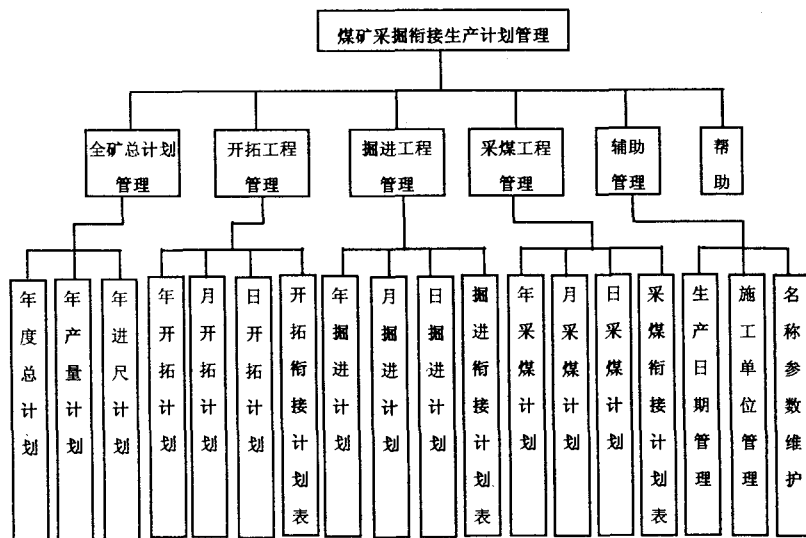 煤矿采掘衔接生产计划管理
全矿总计划
管理
开拓工程
管理
掘进工程
管理
采煤工程
管理
辅助
管理
帮
助
年度总计划
年产量计划
年进尺计划
年开拓计划
月开拓计划
日开拓计划
开拓衔接计划表
年掘进计划
月掘进计划
日掘进计划
掘进衔接计划表
年采煤计划
月采煤计划
日采煤计划
采煤衔接计划表
生产日期管理
施工单位管理
名称参数维护